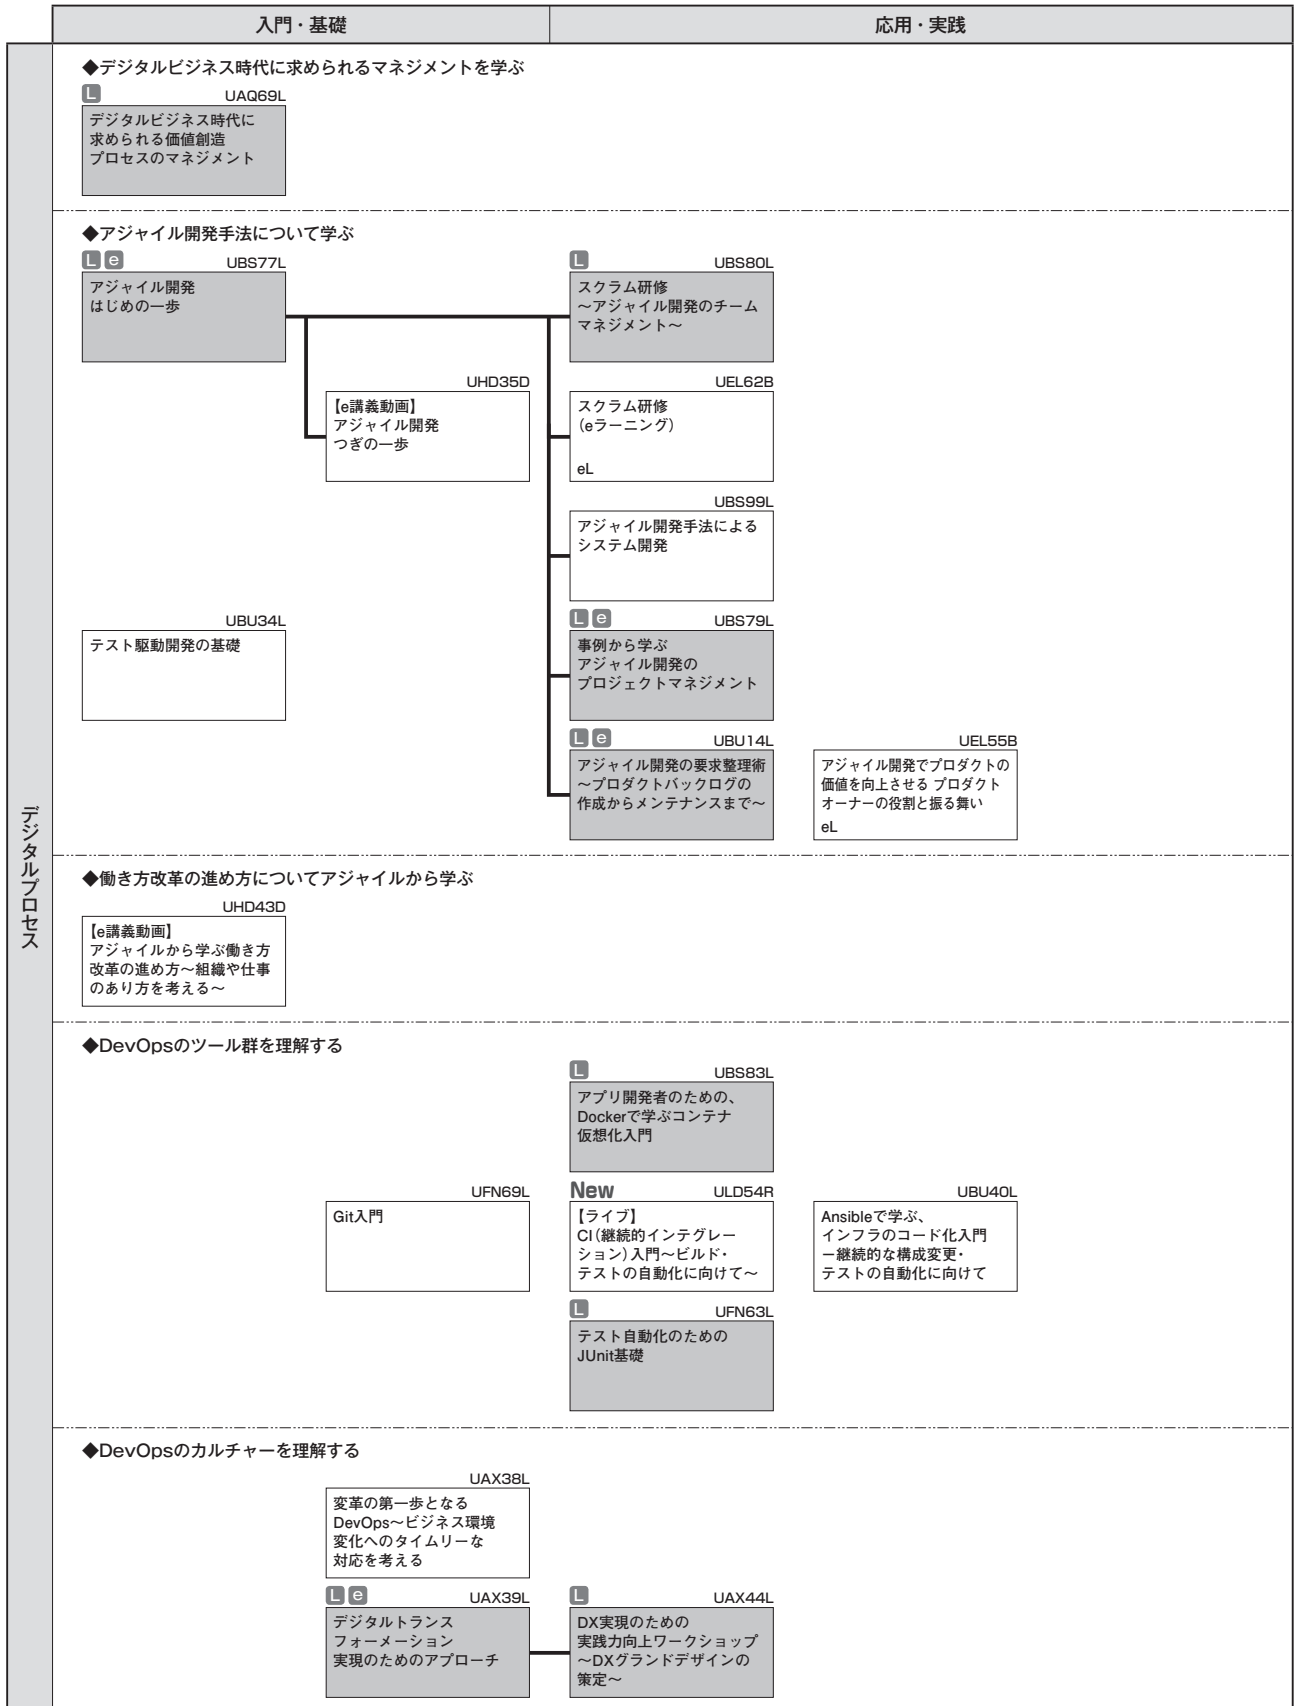 入門・基礎
応用・実践
デジタルプロセス
◆デジタルビジネス時代に求められるマネジメントを学ぶ
L
UAQ69L
デジタルビジネス時代に
求められる価値創造
プロセスのマネジメント
◆アジャイル開発手法について学ぶ
L e
UBS77L
アジャイル開発
はじめの一歩
L
UBS80L
スクラム研修
～アジャイル開発のチーム
マネジメント～
UHD35D
【e講義動画】
アジャイル開発
つぎの一歩
UEL62B
スクラム研修
（eラーニング）
eL
UBS99L
アジャイル開発手法による
システム開発
UBU34L
テスト駆動開発の基礎
L e
UBS79L
事例から学ぶ
アジャイル開発の
プロジェクトマネジメント
L e
UBU14L
アジャイル開発の要求整理術
～プロダクトバックログの
作成からメンテナンスまで～
UEL55B
アジャイル開発でプロダクトの
価値を向上させる プロダクト
オーナーの役割と振る舞い
eL
◆働き方改革の進め方についてアジャイルから学ぶ
UHD43D
【e講義動画】
アジャイルから学ぶ働き方
改革の進め方～組織や仕事
のあり方を考える～
◆DevOpsのツール群を理解する
L
UBS83L
アプリ開発者のための、
Dockerで学ぶコンテナ
仮想化入門
UFN69L
Git入門
New
ULD54R
【ライブ】
CI（継続的インテグレー
ション）入門～ビルド・
テストの自動化に向けて～
UBU40L
Ansibleで学ぶ、
インフラのコード化入門
－継続的な構成変更・
テストの自動化に向けて
L
UFN63L
テスト自動化のための
JUnit基礎
◆DevOpsのカルチャーを理解する
UAX38L
変革の第一歩となる
DevOps～ビジネス環境
変化へのタイムリーな
対応を考える
L e
UAX39L
デジタルトランス
フォーメーション
実現のためのアプローチ
L
UAX44L
DX実現のための
実践力向上ワークショップ
～DXグランドデザインの
策定～